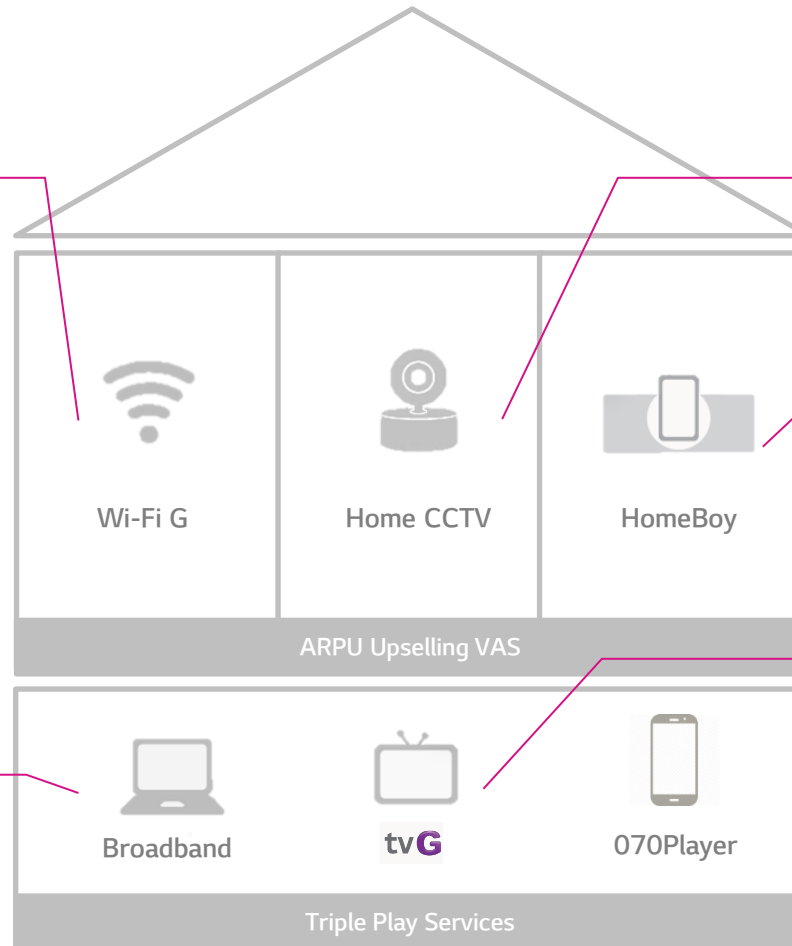 Wi-Fi G
Home CCTV
HomeBoy
ARPU Upselling VAS
Broadband
tvG
070Player
Triple Play Services